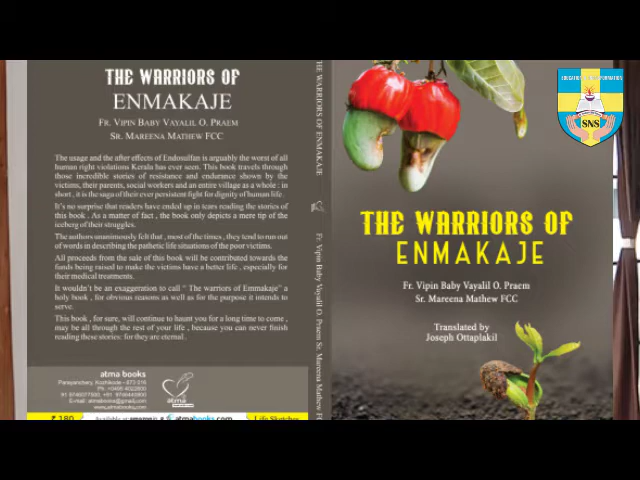 THE WARRIORS OF
ENMAKAJE
FR. VIPIN BABY VAYALIL O. PRAEM
SR. MAREENA MATHEW FCC
The usage and the after effects of Endosulfan is arguably the worst of all
human right violations Kerala has ever seen. This book travels through
those incredible stories of resistance and endurance shown by the
victims, their parents, social workers and an entire village as a whole : in
short , it is the saga of their ever persistent fight for dignity of human life.
It's no surprise that readers have ended up in tears reading the stories of
this book . As a matter of fact , the book only depicts a mere tip of the
iceberg of their struggles.
The authors unanimously felt that , most of the times , they tend to run out
of words in describing the pathetic life situations of the poor victims.
All proceeds from the sale of this book will be contributed towards the
funds being raised to make the victims have a better life , especially for
their medical treatments.
It wouldn't be an exaggeration to call " The warriors of Emmakaje" a
holy book , for obvious reasons as well as for the purpose it intends to
serve.
This book , for sure, will continue to haunt you for a long time to come ,
may be all through the rest of your life , because you can never finish
reading these stories: for they are eternal.
atma books
E-mail: atmabooks@gmail.com
www.atmabooks.com
atma
₹ 180
Available at
atmabooks.com
Life Sketches
THE WARRIORS OF ENMAKAJE
Fr. Vipin Baby Vayalil O. Praem Sr. Mareena Mathew FCC
THE WARRIORS OF
ENMAKAJE
Fr. Vipin Baby Vayalil O. Praem
Sr. Mareena Mathew FCC
Translated by
Joseph Ottaplakil
SNS